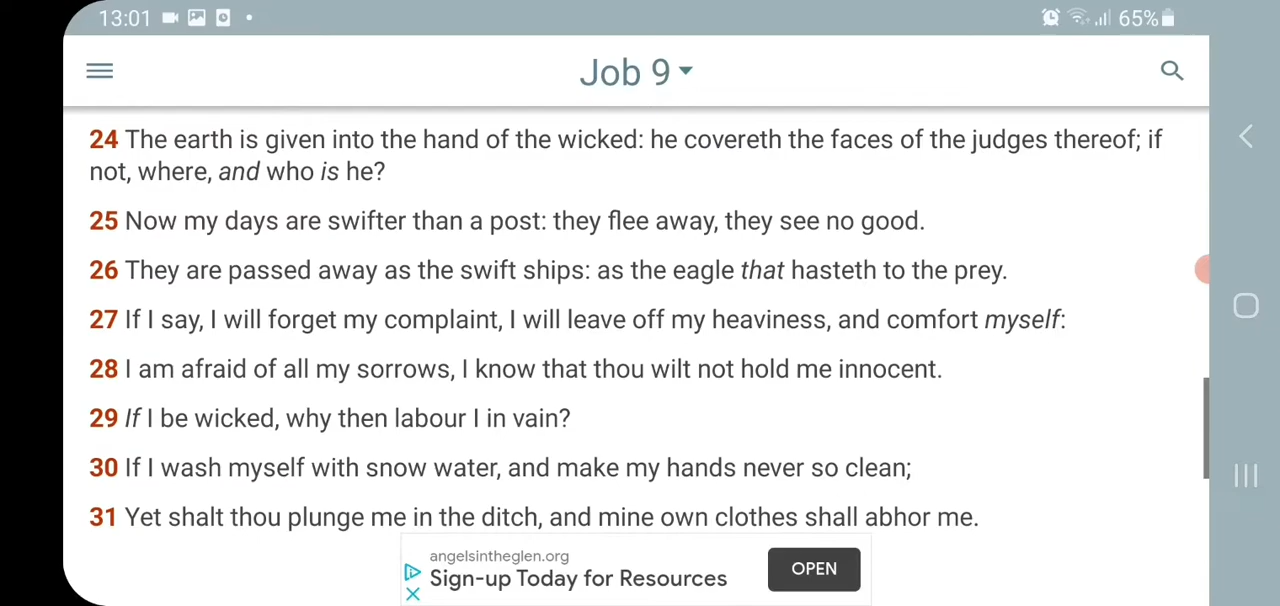 13:01 65%
Job 9
24 The earth is given into the hand of the wicked: he covereth the faces of the judges thereof; if
not, where, and who is he?
25 Now my days are swifter than a post: they flee away, they see no good.
26 They are passed away as the swift ships: as the eagle that hasteth to the prey.
27 If I say, I will forget my complaint, I will leave off my heaviness, and comfort myself:
28 I am afraid of all my sorrows, I know that thou wilt not hold me innocent.
29 If I be wicked, why then labour I in vain?
30 If I wash myself with snow water, and make my hands never so clean;
31 Yet shalt thou plunge me in the ditch, and mine own clothes shall abhor me.
angelsintheglen.org
Sign-up Today for Resources
OPEN